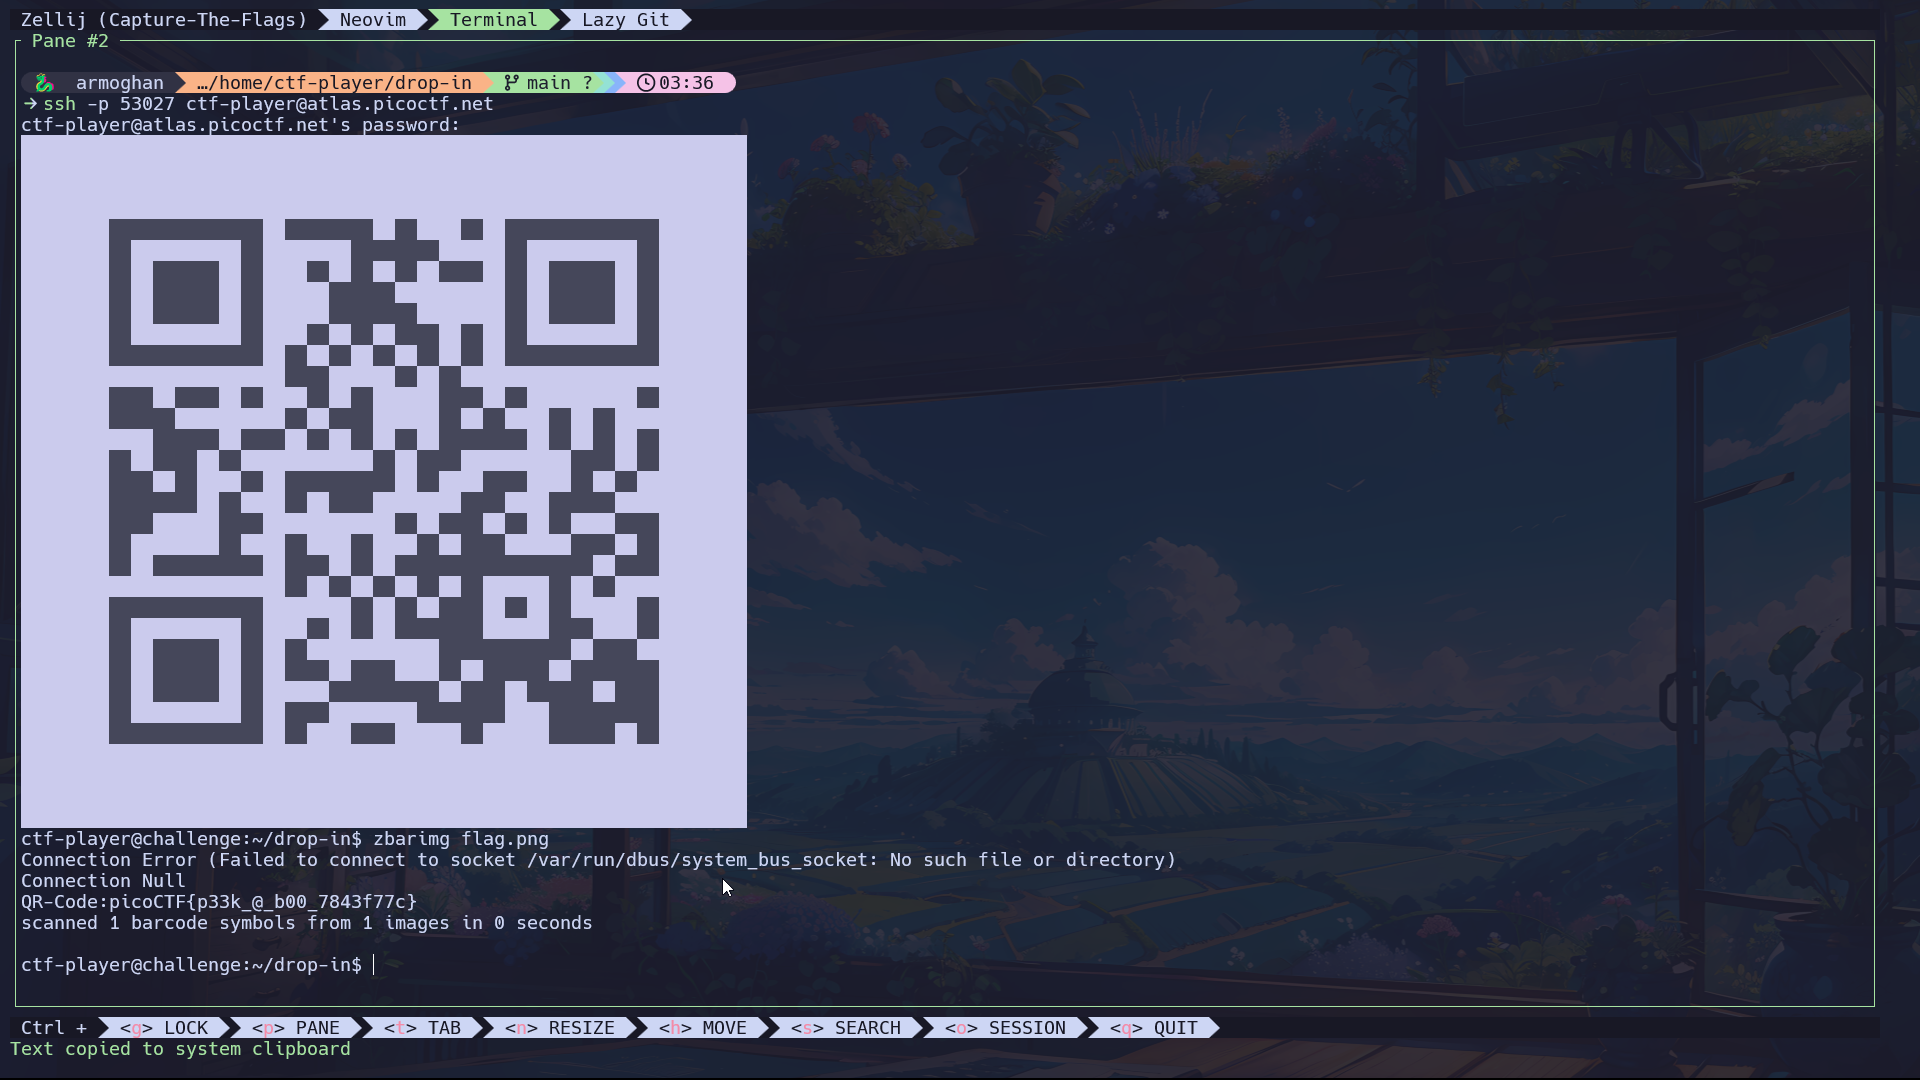 Zellij (Capture-The-Flags) Neovim Terminal Lazy Git
Pane #2
armoghan …/home/ctf-player/drop-in main ? 03:36
→ ssh -p 53027 ctf-player@atlas.picoctf.net
ctf-player@atlas.picoctf.net's password:
ctf-player@challenge:~/drop-in$ zbarimg flag.png
Connection Error (Failed to connect to socket /var/run/dbus/system_bus_socket: No such file or directory)
Connection Null
QR-Code:picoCTF{p33k_@_b00_7843f77c}
scanned 1 barcode symbols from 1 images in 0 seconds
ctf-player@challenge:~/drop-in$
Ctrl + <g> LOCK <p> PANE <t> TAB <n> RESIZE <h> MOVE <s> SEARCH <o> SESSION <q> QUIT
Text copied to system clipboard